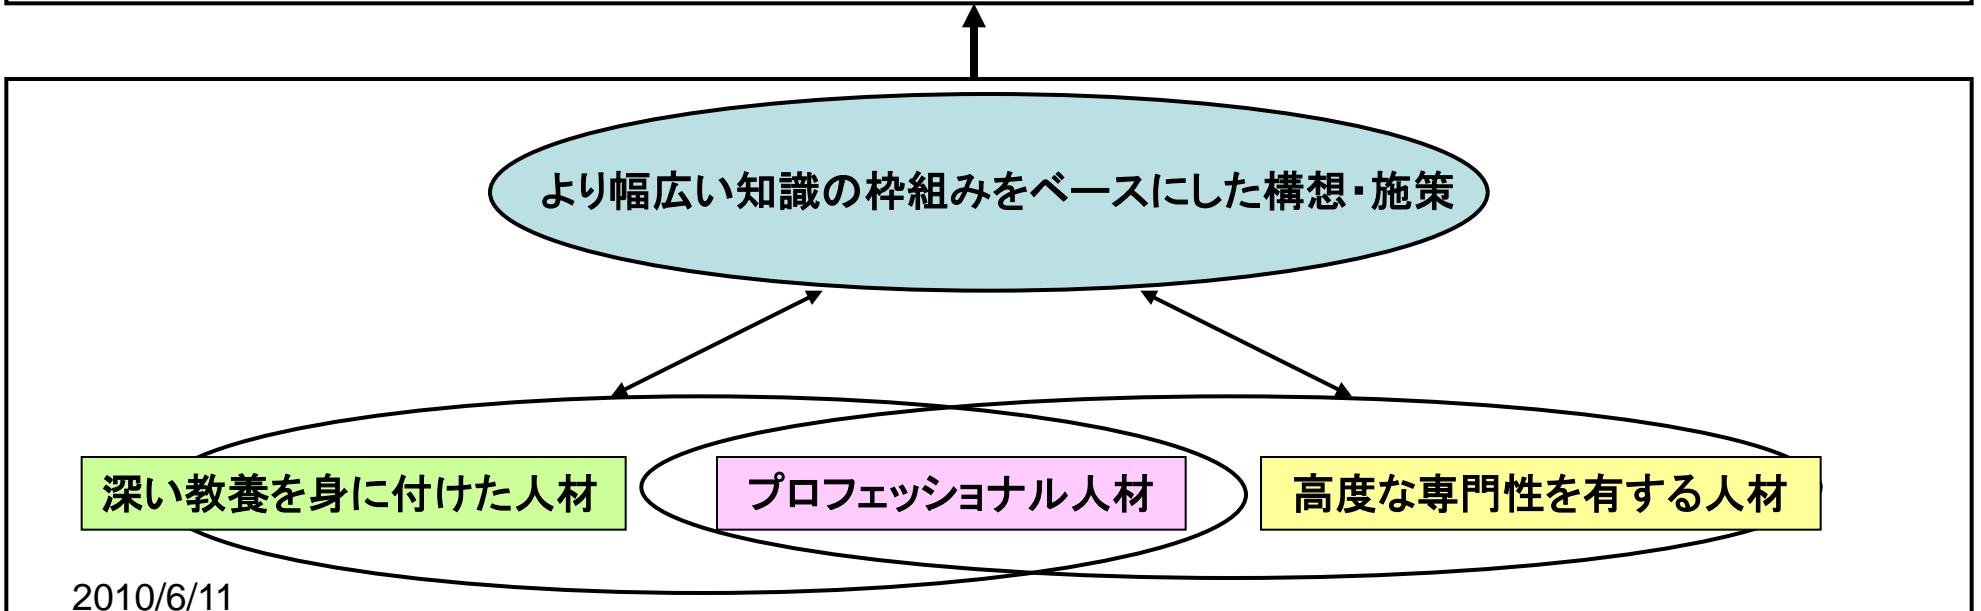 より幅広い知識の枠組みをベースにした構想・施策
深い教養を身に付けた人材
プロフェッショナル人材
高度な専門性を有する人材
2010/6/11